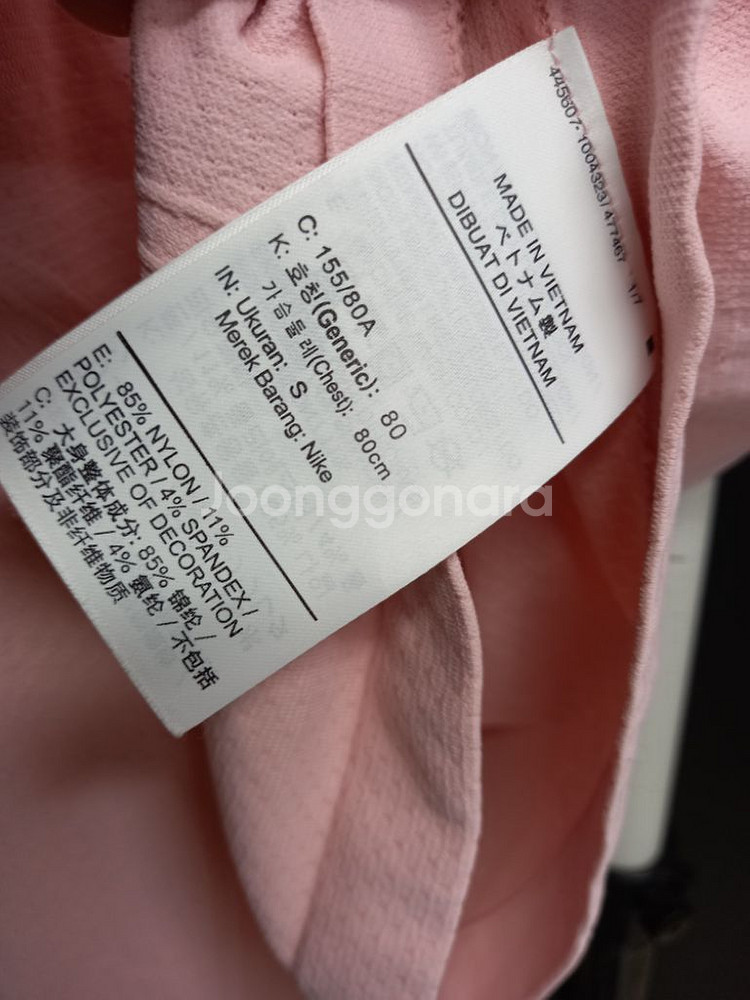 445607: 1004323/ 477467 1/7
MADE IN VIETNAM
ベトナム製
DIBUAT DI VIETNAM
C: 155/80A
K: 호칭(Generic): 80
가슴둘레(Chest): 80cm
IN: Ukuran: S
Merek Barang: Nike
E: 85% NYLON / 11%
POLYESTER / 4% SPANDEX /
EXCLUSIVE OF DECORATION
C: 大身整体成分: 85% 锦纶 /
11% 聚酯纤维 / 4% 氨纶 / 不包括
装饰部分及非纤维物质
Joonggonara